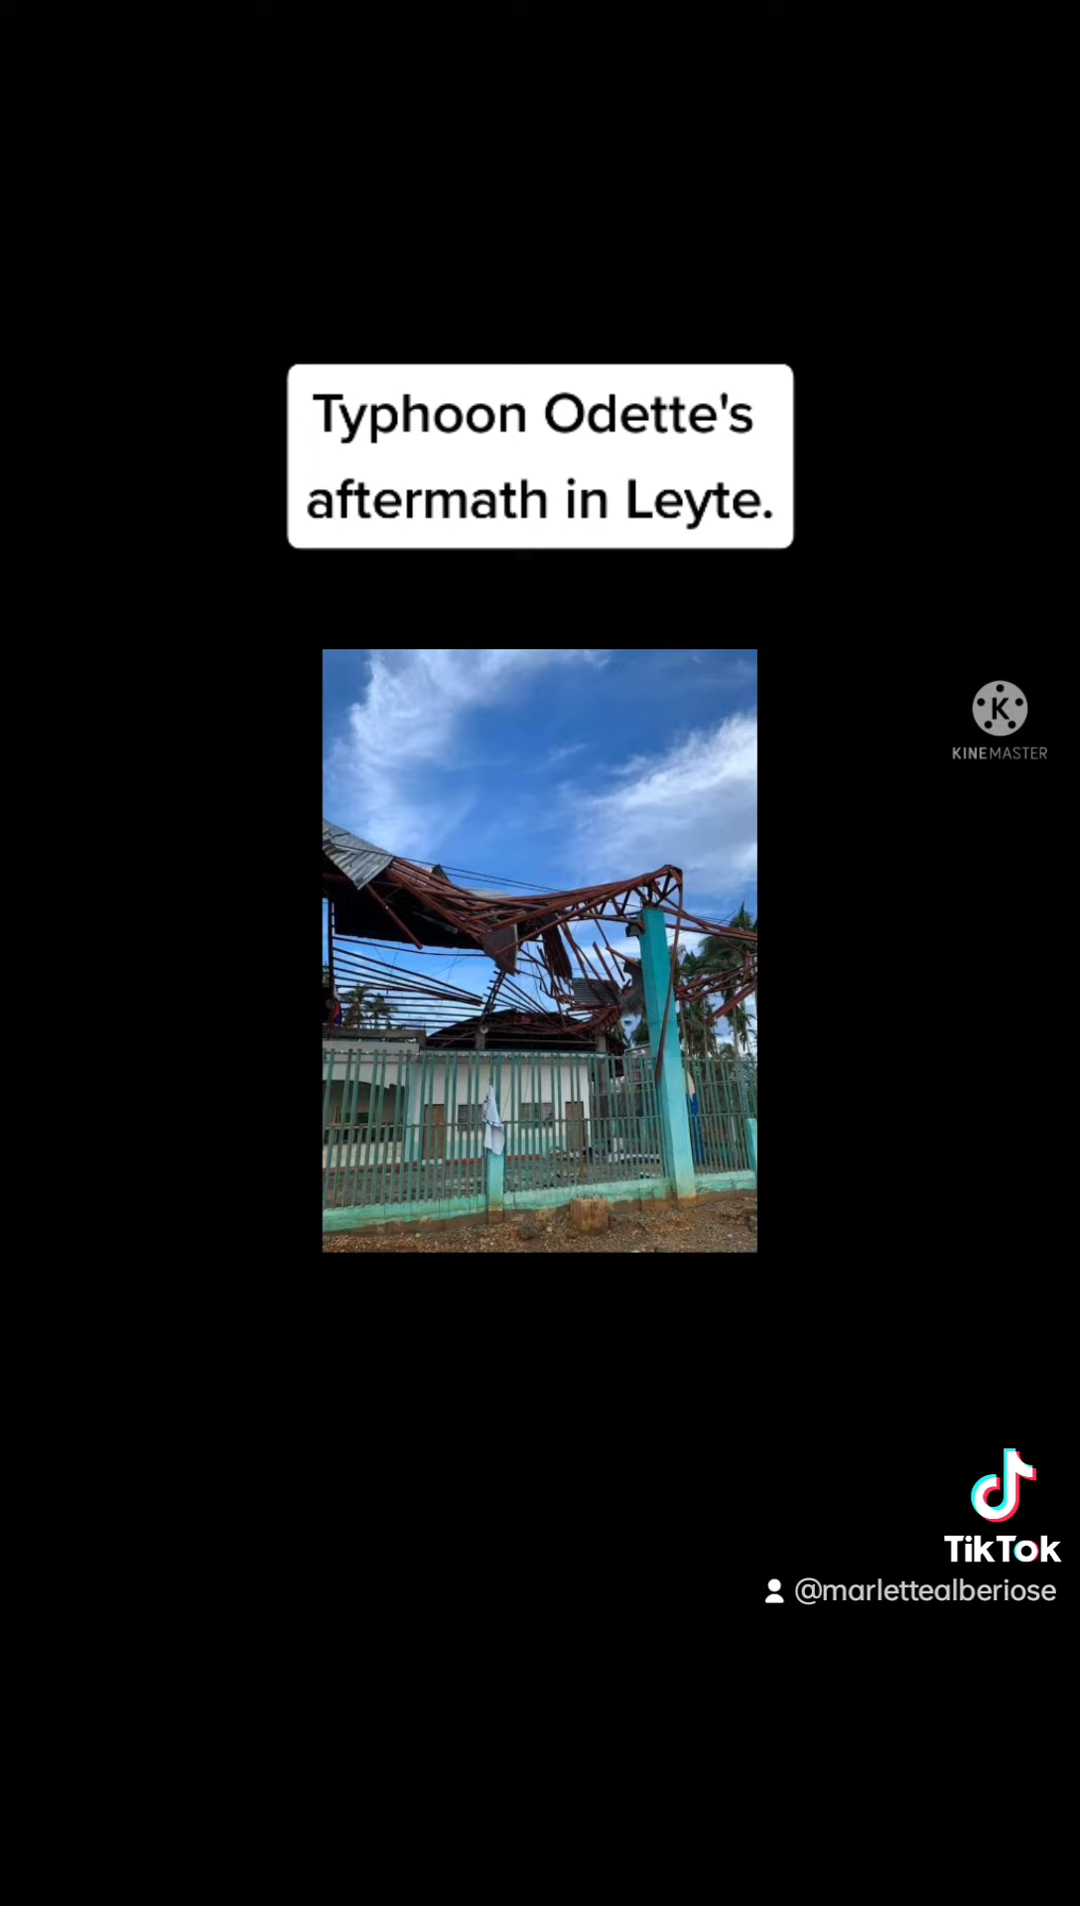 Typhoon Odette's
aftermath in Leyte.
K
KINEMASTER
TikTok
@marlettealberiose